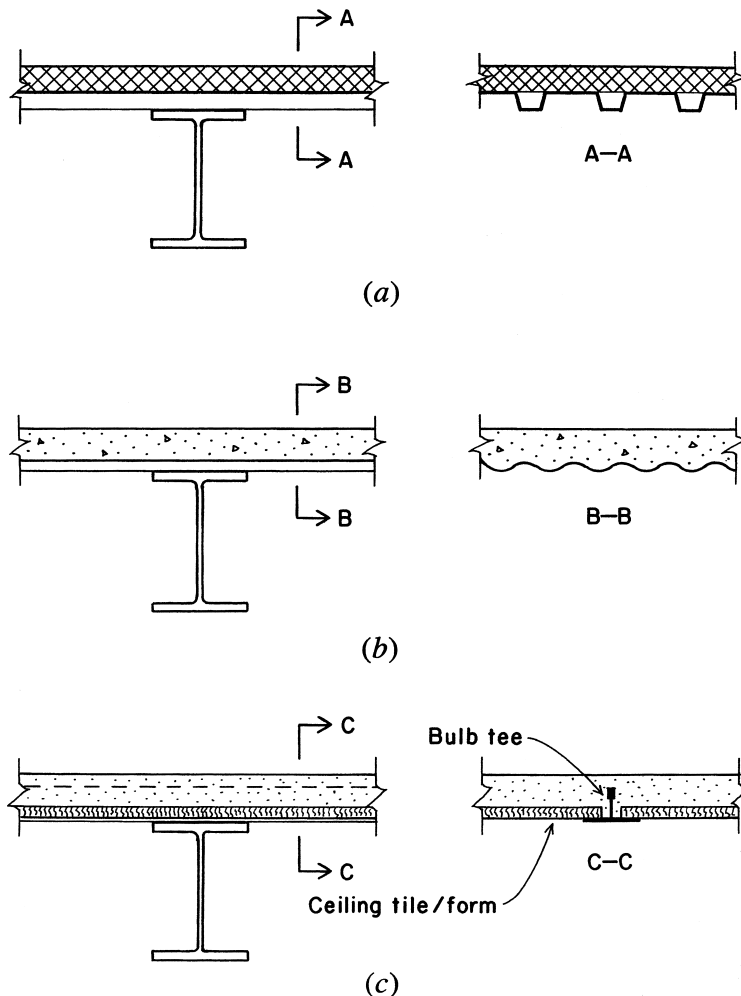 A
A
A—A
(a)
B
B
B—B
(b)
C
Bulb tee
C
C—C
Ceiling tile/form
(c)